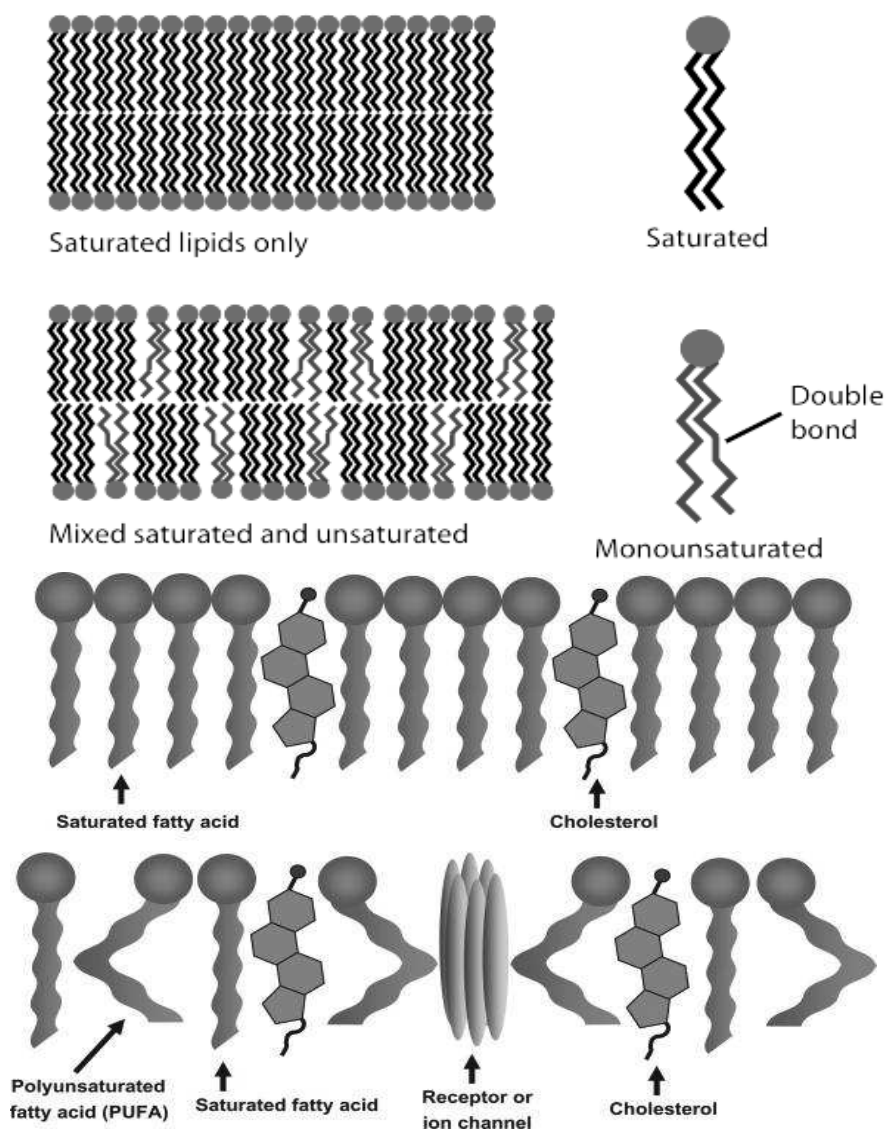 Saturated lipids only
Saturated
Double
bond
Mixed saturated and unsaturated
Monounsaturated
Saturated fatty acid
Cholesterol
Polyunsaturated
fatty acid (PUFA)
Saturated fatty acid
Receptor or
ion channel
Cholesterol